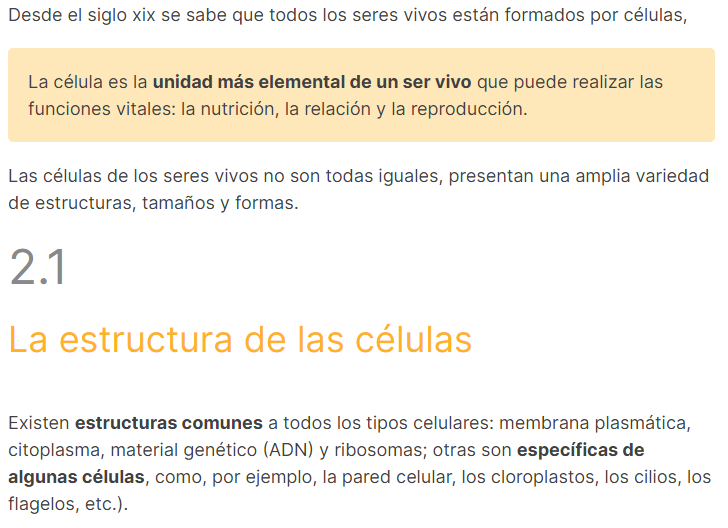 Desde el siglo xix se sabe que todos los seres vivos están formados por células,
La célula es la unidad más elemental de un ser vivo que puede realizar las
funciones vitales: la nutrición, la relación y la reproducción.
Las células de los seres vivos no son todas iguales, presentan una amplia variedad
de estructuras, tamaños y formas.
2.1
La estructura de las células
Existen estructuras comunes a todos los tipos celulares: membrana plasmática,
citoplasma, material genético (ADN) y ribosomas; otras son específicas de
algunas células, como, por ejemplo, la pared celular, los cloroplastos, los cilios, los
flagelos, etc.).